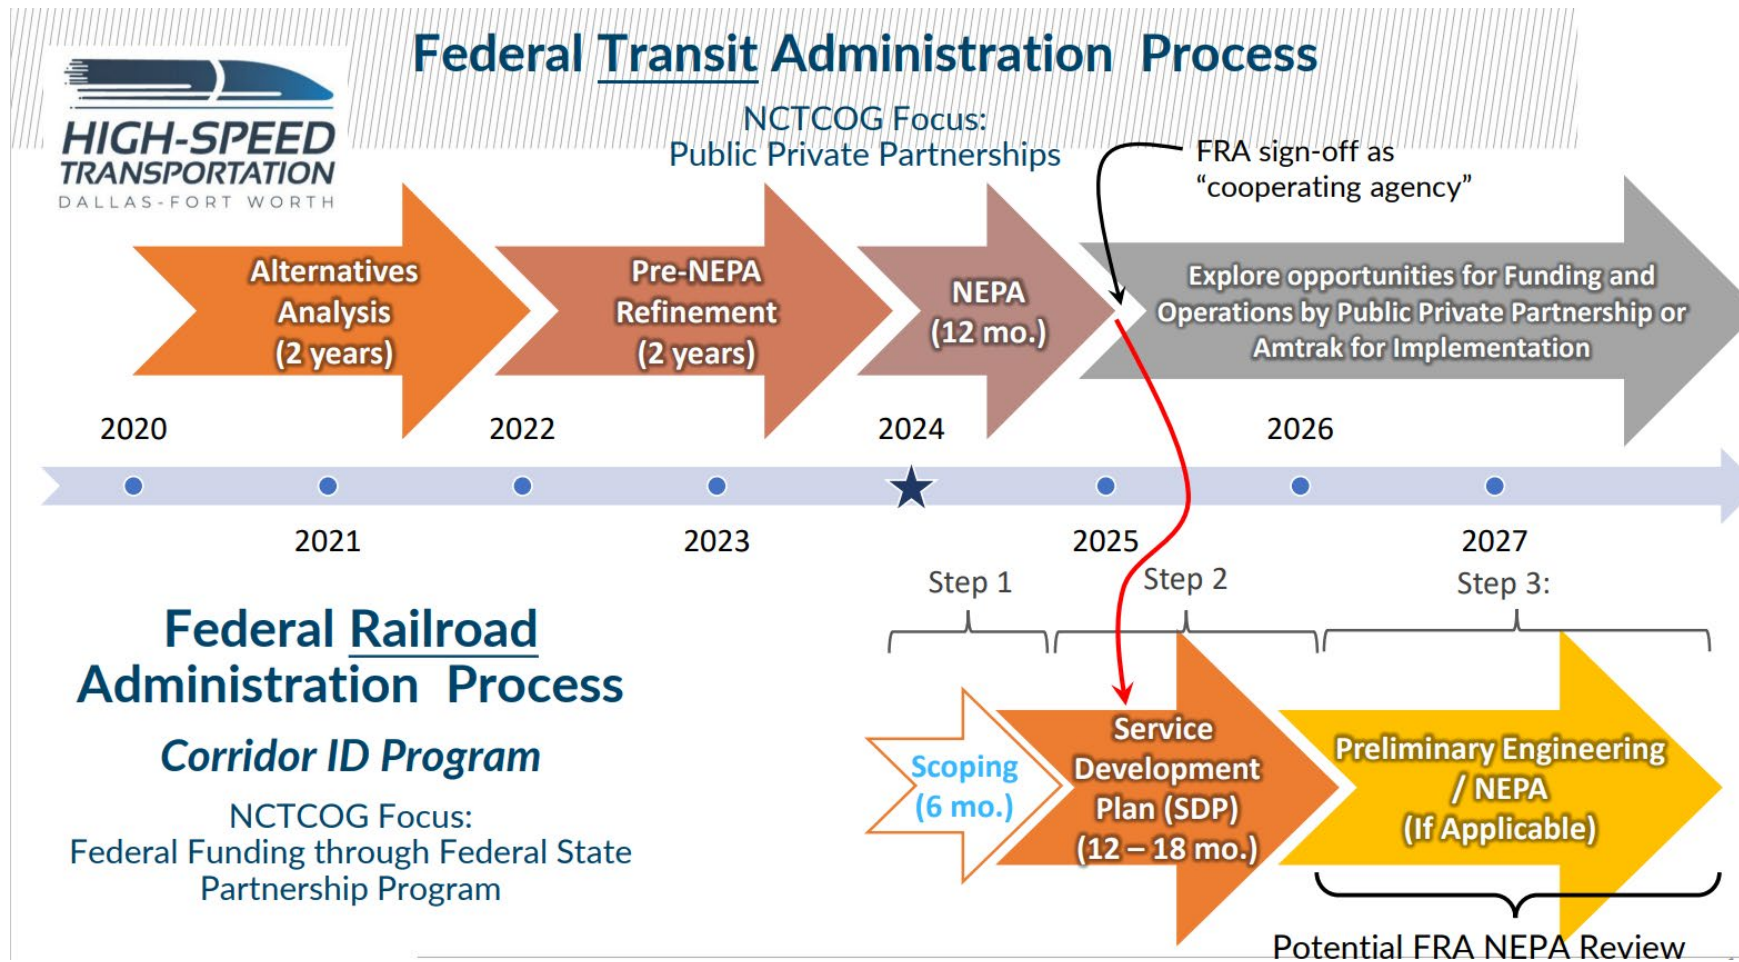 Federal Transit Administration Process
HIGH-SPEED
TRANSPORTATION
DALLAS-FORT WORTH
NCTCOG Focus:
Public Private Partnerships
FRA sign-off as
“cooperating agency”
Alternatives
Analysis
(2 years)
Pre-NEPA
Refinement
(2 years)
NEPA
(12 mo.)
Explore opportunities for Funding and
Operations by Public Private Partnership or
Amtrak for Implementation
2020
2022
2024
2026
2021
2023
2025
2027
Federal Railroad
Administration Process
Corridor ID Program
NCTCOG Focus:
Federal Funding through Federal State
Partnership Program
Step 1
Step 2
Step 3:
Scoping
(6 mo.)
Service
Development
Plan (SDP)
(12 – 18 mo.)
Preliminary Engineering
/ NEPA
(If Applicable)
Potential FRA NEPA Review